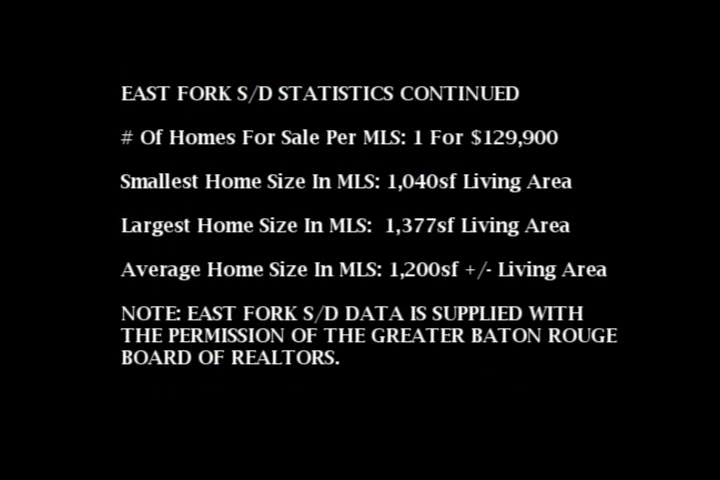 EAST FORK S/D STATISTICS CONTINUED
# Of Homes For Sale Per MLS: 1 For $129,900
Smallest Home Size In MLS: 1,040sf Living Area
Largest Home Size In MLS:  1,377sf Living Area
Average Home Size In MLS: 1,200sf +/- Living Area
NOTE: EAST FORK S/D DATA IS SUPPLIED WITH
THE PERMISSION OF THE GREATER BATON ROUGE
BOARD OF REALTORS.